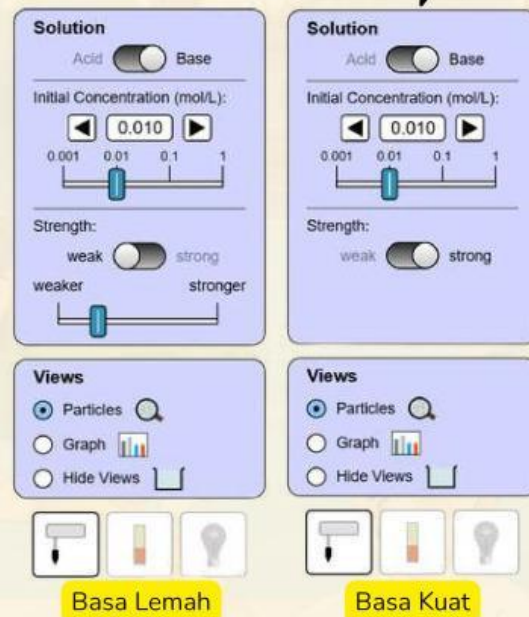 Solution
Acid Base
Initial Concentration (mol/L):
0.010
0.001 0.01 0.1 1
Strength:
weak strong
weaker stronger
Views
Particles
Graph
Hide Views
Basa Lemah
Solution
Acid Base
Initial Concentration (mol/L):
0.010
0.001 0.01 0.1 1
Strength:
weak strong
Views
Particles
Graph
Hide Views
Basa Kuat